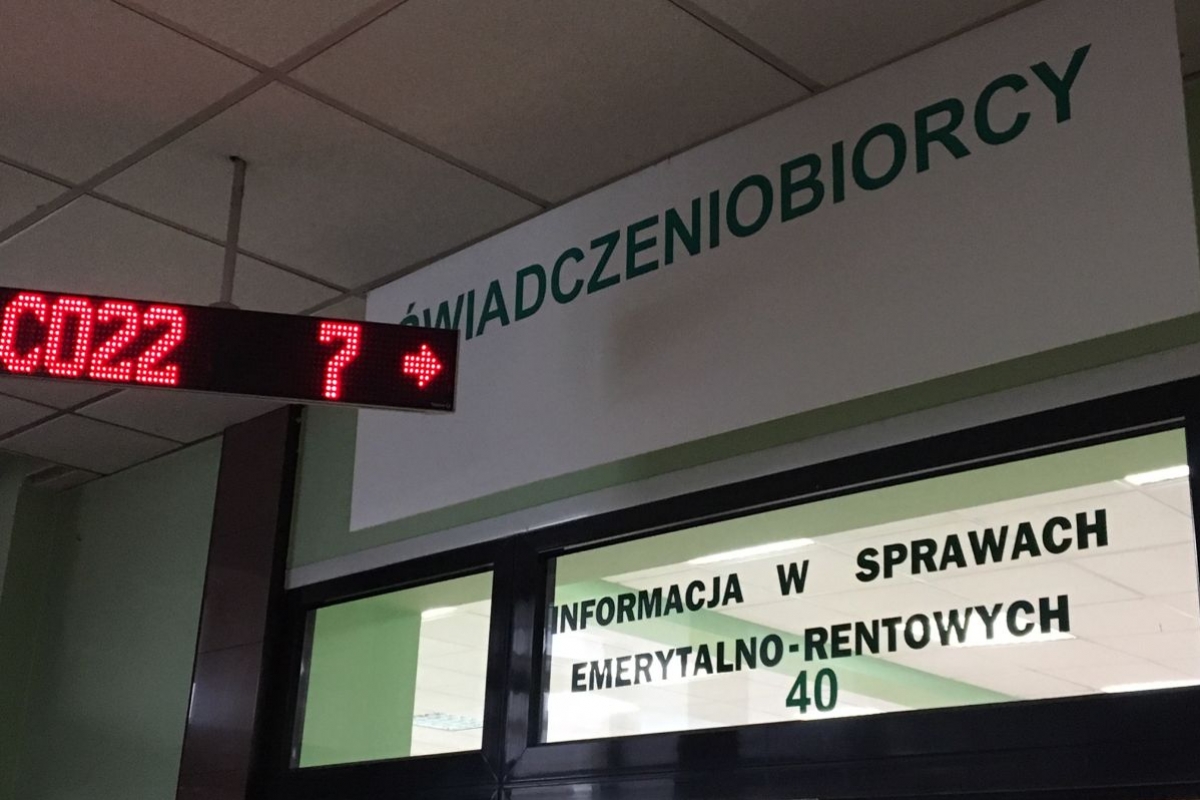 ŚWIADCZENIOBIORCY
C022 7 →
INFORMACJA W SPRAWACH
EMERYTALNO-RENTOWYCH
40